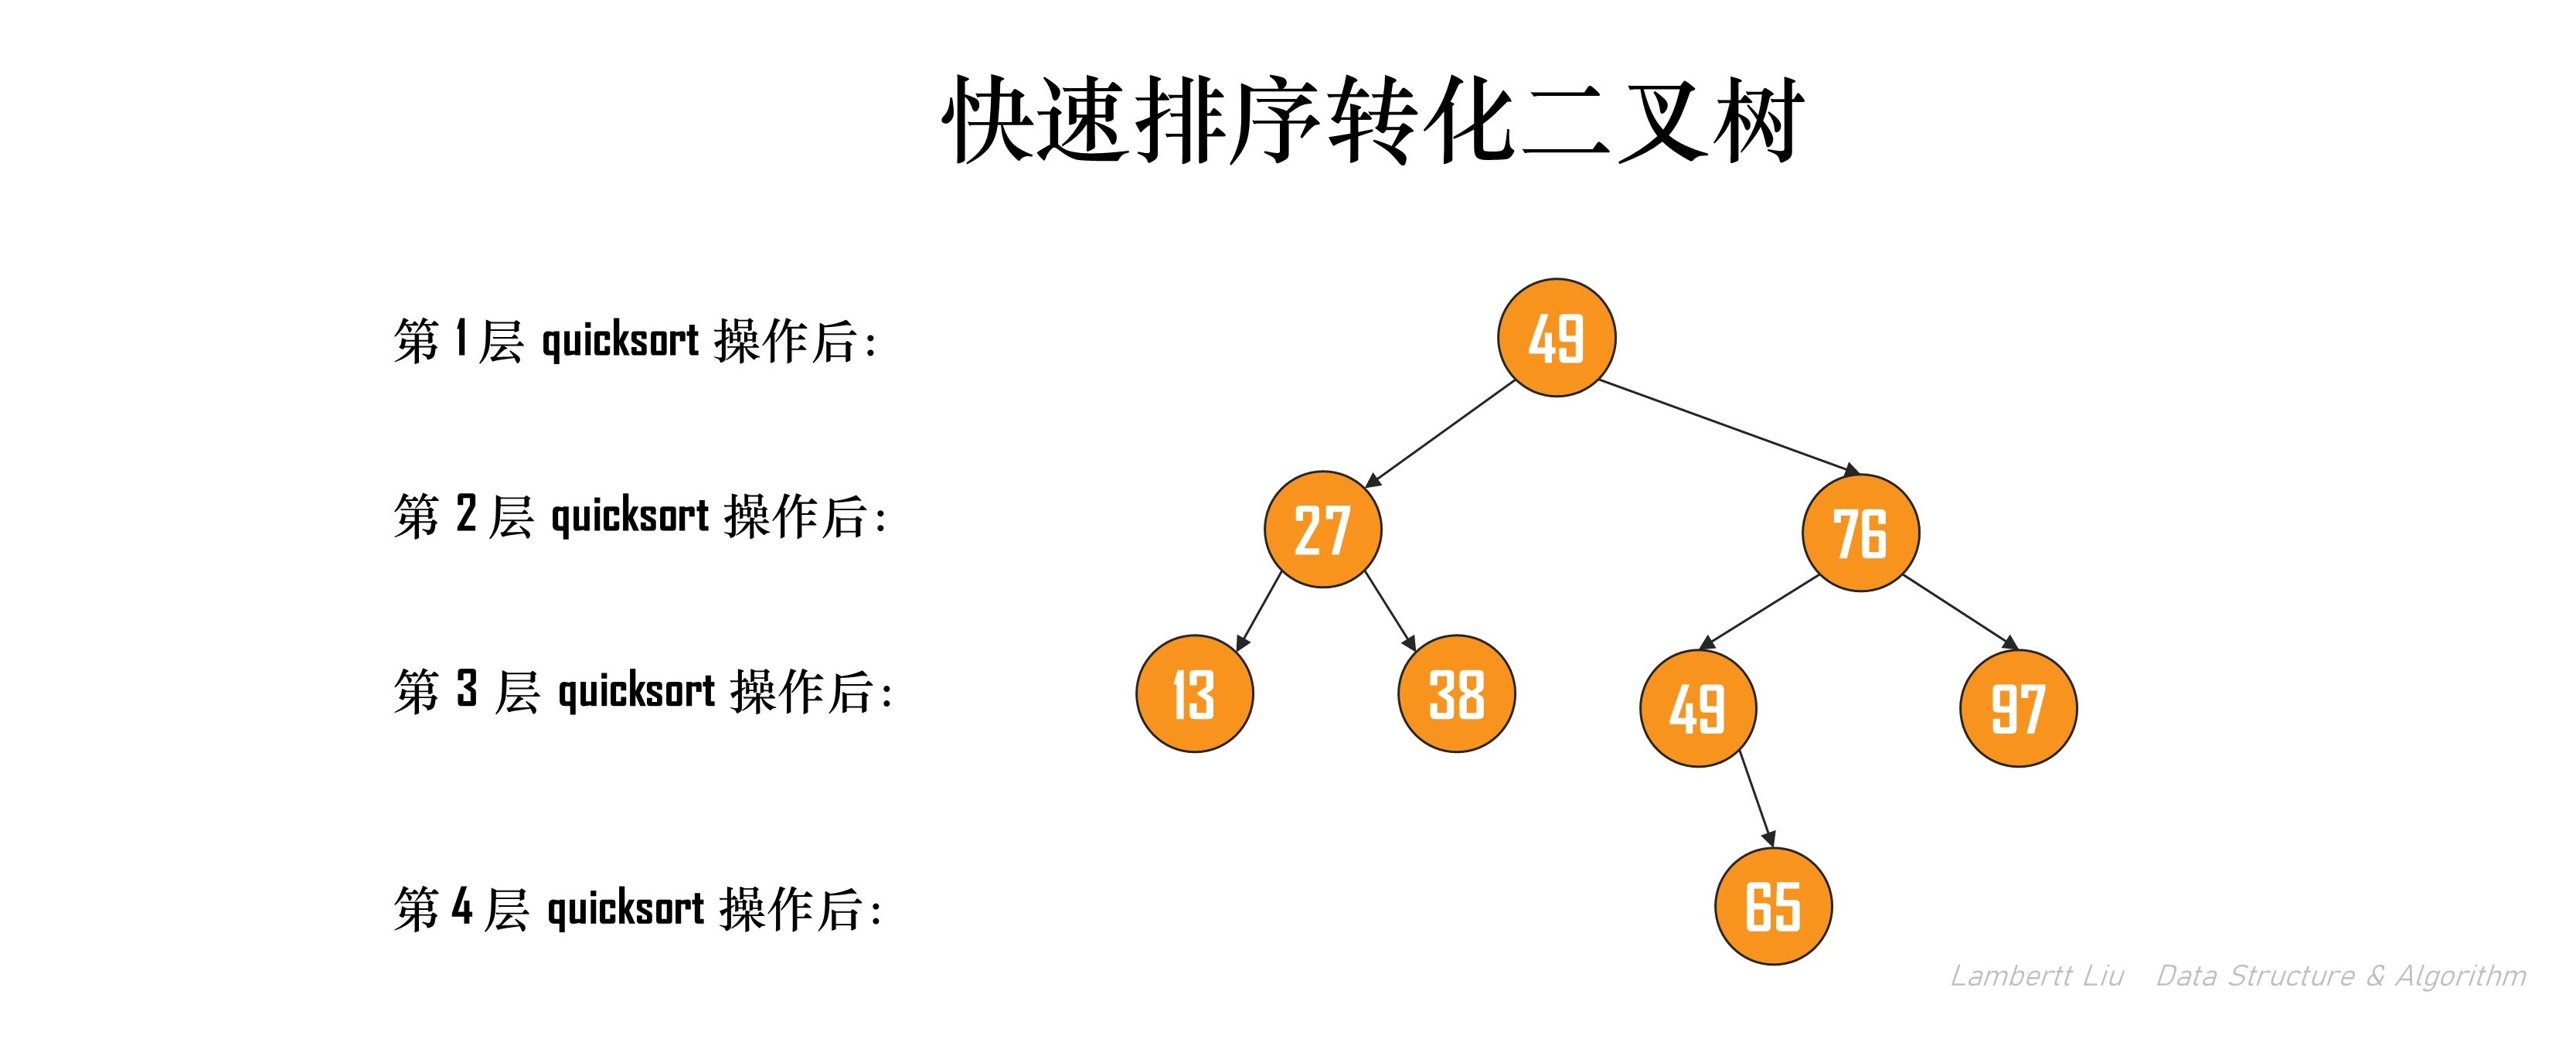 快速排序转化二叉树
第 1 层 quicksort 操作后： 49
第 2 层 quicksort 操作后： 27 76
第 3 层 quicksort 操作后： 13 38 49 97
第 4 层 quicksort 操作后： 65
Lambertt Liu Data Structure & Algorithm